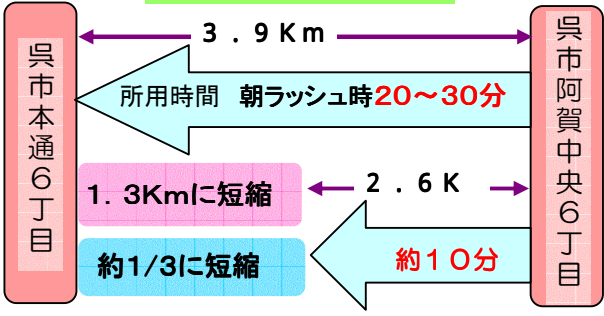 呉市本通６丁目
３．９Ｋｍ
所用時間　朝ラッシュ時２０～３０分
１．３Ｋｍに短縮
２．６Ｋ
約１/３に短縮
約１０分
呉市阿賀中央６丁目